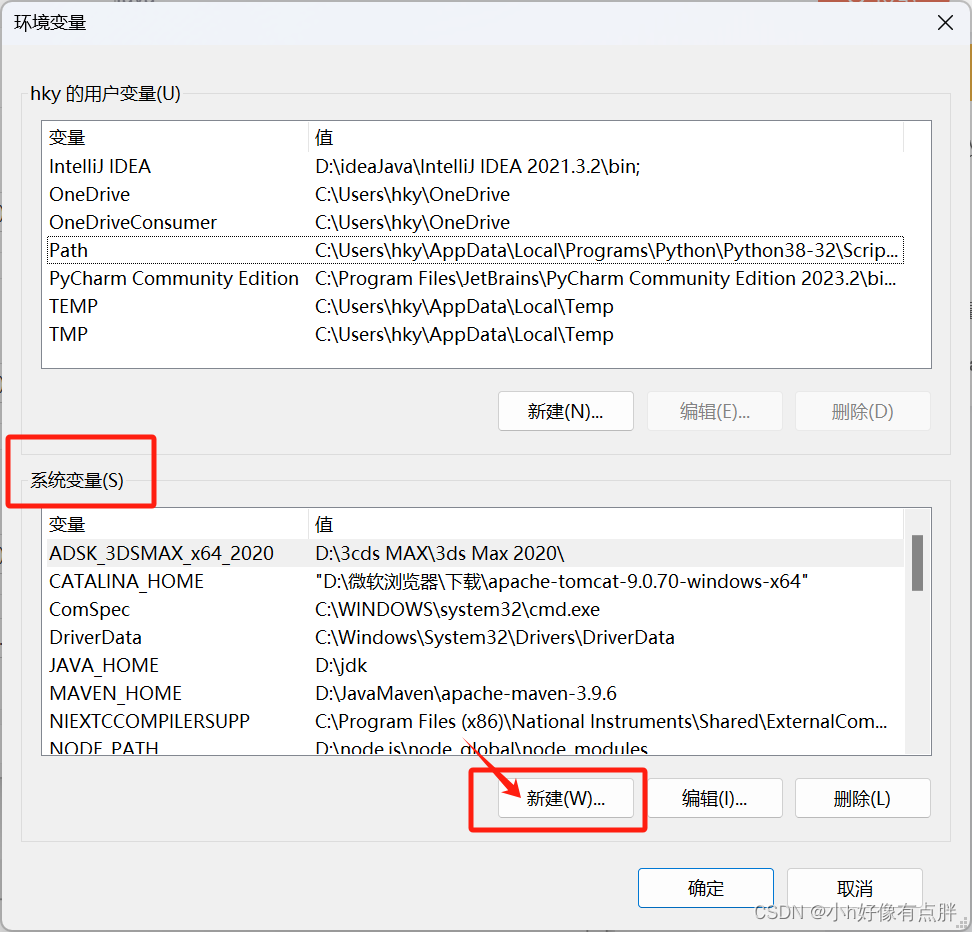 环境变量
hky 的用户变量(U)
变量 值
IntelliJ IDEA D:\ideaJava\IntelliJ IDEA 2021.3.2\bin;
OneDrive C:\Users\hky\OneDrive
OneDriveConsumer C:\Users\hky\OneDrive
Path C:\Users\hky\AppData\Local\Programs\Python\Python38-32\Scrip...
PyCharm Community Edition C:\Program Files\JetBrains\PyCharm Community Edition 2023.2\bi...
TEMP C:\Users\hky\AppData\Local\Temp
TMP C:\Users\hky\AppData\Local\Temp
新建(N)... 编辑(E)... 删除(D)
系统变量(S)
变量 值
ADSK_3DSMAX_x64_2020 D:\3cds MAX\3ds Max 2020\
CATALINA_HOME "D:\微软浏览器\下载\apache-tomcat-9.0.70-windows-x64"
ComSpec C:\WINDOWS\system32\cmd.exe
DriverData C:\Windows\System32\Drivers\DriverData
JAVA_HOME D:\jdk
MAVEN_HOME D:\JavaMaven\apache-maven-3.9.6
NIEXTCCOMPILERSUPP C:\Program Files (x86)\National Instruments\Shared\ExternalCom...
NODE_PATH D:\node.js\node_global\node_modules
新建(W)... 编辑(I)... 删除(L)
确定 取消
CSDN @小h好像有点胖